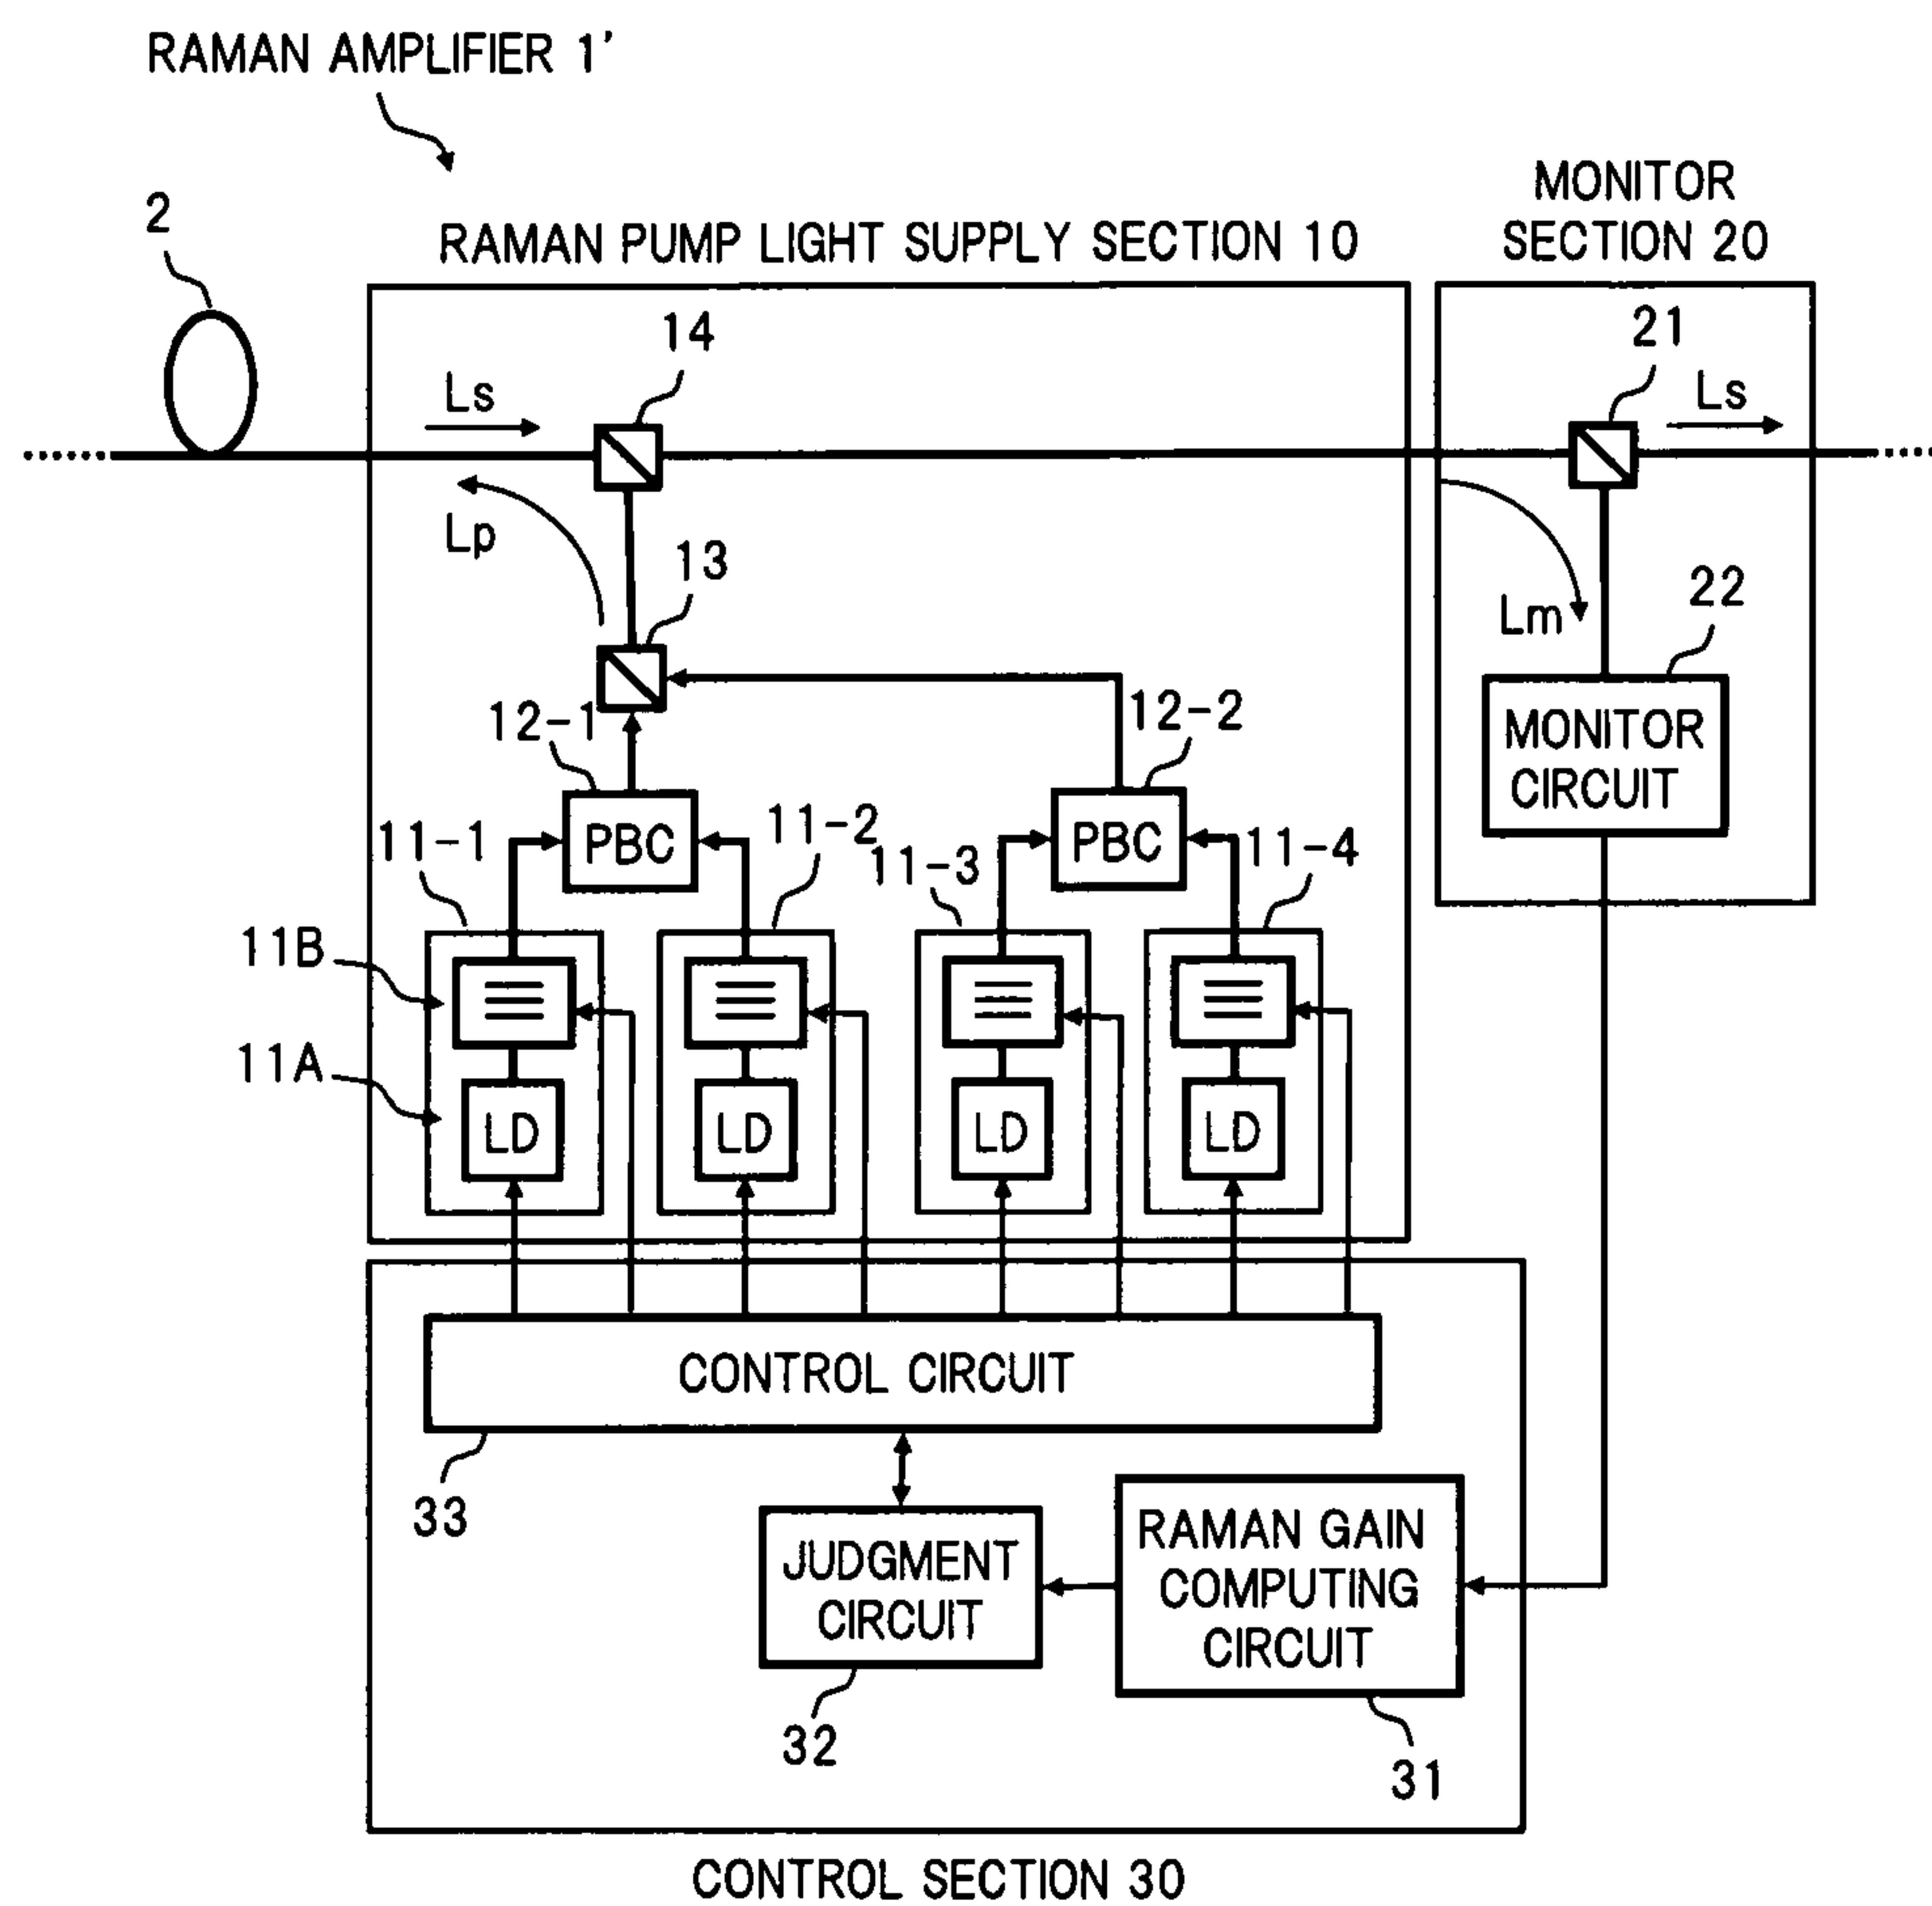 RAMAN AMPLIFIER 1'
2
RAMAN PUMP LIGHT SUPPLY SECTION 10
MONITOR
SECTION 20
14
21
Ls
Ls
Lp
13
Lm
22
12-1
12-2
MONITOR
CIRCUIT
PBC
PBC
11-1
11-2
11-3
11-4
11B
11A
LD
LD
LD
LD
CONTROL CIRCUIT
33
JUDGMENT
CIRCUIT
RAMAN GAIN
COMPUTING
CIRCUIT
32
31
CONTROL SECTION 30